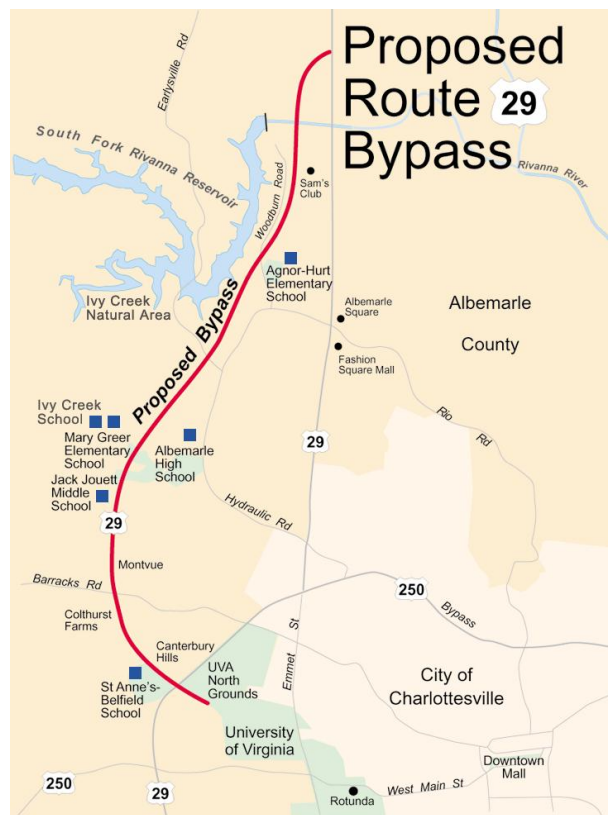 Proposed
Route 29
Bypass
Earlysville Rd
South Fork Rivanna
Reservoir
Woodburn Road
Sam's
Club
Rivanna
River
Agnor-Hurt
Elementary
School
Ivy Creek
Natural Area
Proposed Bypass
Albemarle
Square
Albemarle
County
Fashion
Square Mall
Rio Rd
Ivy Creek
School
Mary Greer
Elementary
School
Albemarle
High
School
29
Jack Jouett
Middle
School
29
Hydraulic Rd
Montvue
Barracks Rd
250
Bypass
Colthurst
Farms
Canterbury
Hills
Emmet St
UVA
North
Grounds
St Anne's-
Belfield
School
City of
Charlottesville
University
of Virginia
Downtown
Mall
250
29
West Main St
Rotunda